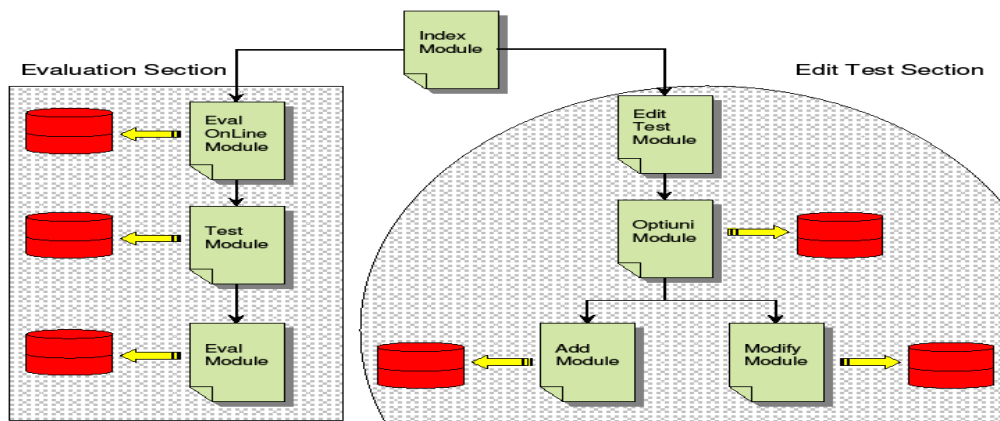 Index
Module
Evaluation Section
Edit Test Section
Eval
OnLine
Module
Edit
Test
Module
Test
Module
Optiuni
Module
Eval
Module
Add
Module
Modify
Module